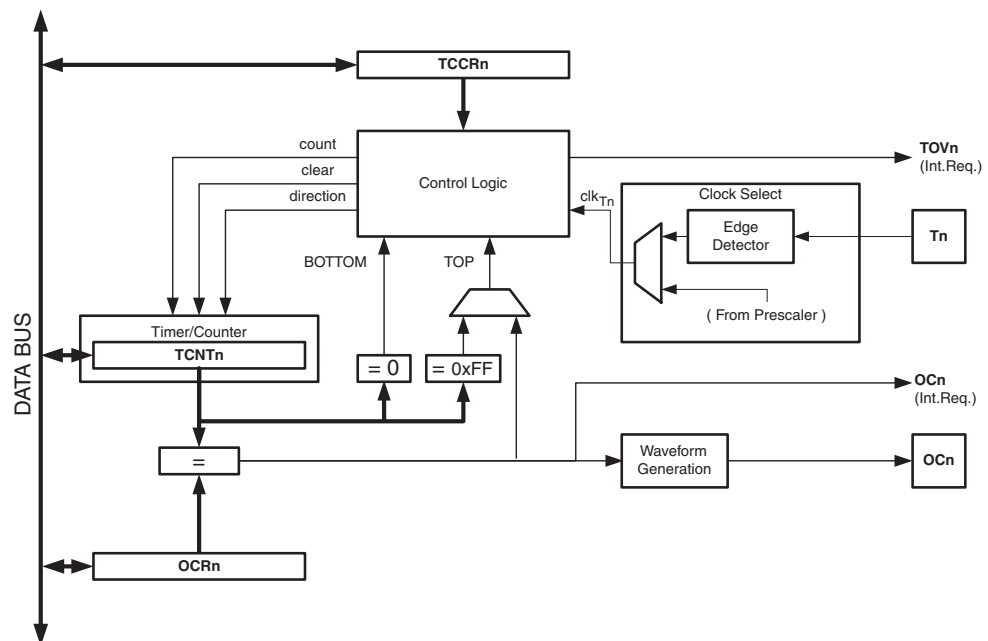 TCCRn
count
clear
direction
Control Logic
TOVn
(Int.Req.)
clkTn
Clock Select
Edge
Detector
Tn
( From Prescaler )
BOTTOM
TOP
Timer/Counter
TCNTn
= 0
= 0xFF
OCn
(Int.Req.)
=
Waveform
Generation
OCn
OCRn
DATA BUS